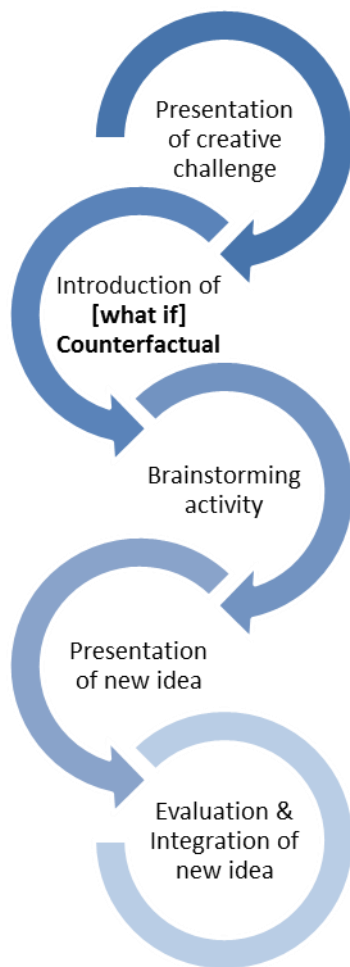 Presentation
of creative
challenge
Introduction of
[what if]
Counterfactual
Brainstorming
activity
Presentation
of new idea
Evaluation &
Integration of
new idea